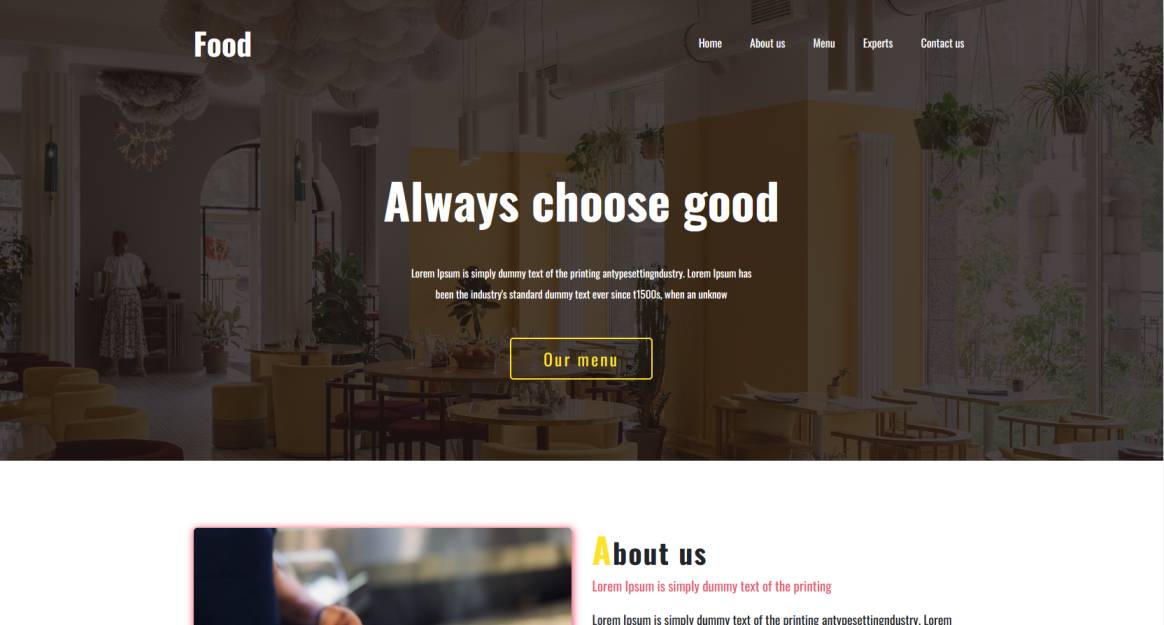 Food
Home About us Menu Experts Contact us
Always choose good
Lorem Ipsum is simply dummy text of the printing antypesettingndustry. Lorem Ipsum has
been the industry's standard dummy text ever since t1500s, when an unknow
Our menu
About us
Lorem Ipsum is simply dummy text of the printing
Lorem Ipsum is simply dummy text of the printing antypesettingndustry. Lorem